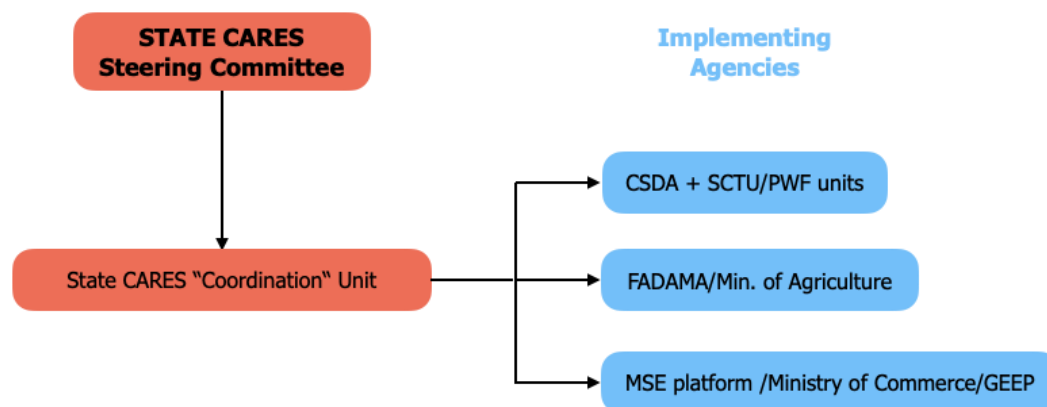 STATE CARES
Steering Committee
Implementing
Agencies
CSDA + SCTU/PWF units
State CARES “Coordination“ Unit
FADAMA/Min. of Agriculture
MSE platform /Ministry of Commerce/GEEP